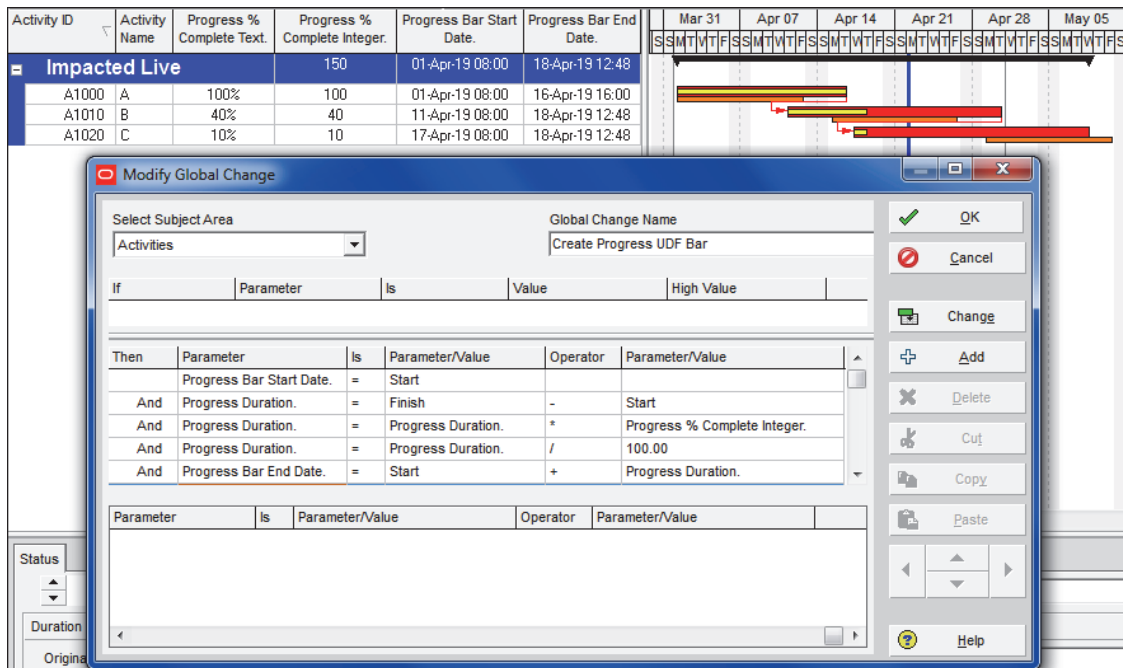 Activity ID Activity Name Progress % Complete Text. Progress % Complete Integer. Progress Bar Start Date. Progress Bar End Date. Mar 31 Apr 07 Apr 14 Apr 21 Apr 28 May 05
S S M T W T F S S M T W T F S S M T W T F S S M T W T F S S M T W T F S S M T W T F S
Impacted Live 150 01-Apr-19 08:00 18-Apr-19 12:48
A1000 A 100% 100 01-Apr-19 08:00 16-Apr-19 16:00
A1010 B 40% 40 11-Apr-19 08:00 18-Apr-19 12:48
A1020 C 10% 10 17-Apr-19 08:00 18-Apr-19 12:48
Modify Global Change
Select Subject Area Global Change Name
Activities Create Progress UDF Bar
If Parameter Is Value High Value
Then Parameter Is Parameter/Value Operator Parameter/Value
Progress Bar Start Date. = Start
And Progress Duration. = Finish - Start
And Progress Duration. = Progress Duration. * Progress % Complete Integer.
And Progress Duration. = Progress Duration. / 100.00
And Progress Bar End Date. = Start + Progress Duration.
Parameter Is Parameter/Value Operator Parameter/Value
OK
Cancel
Change
Add
Delete
Cut
Copy
Paste
Help
Status
Duration
Origina